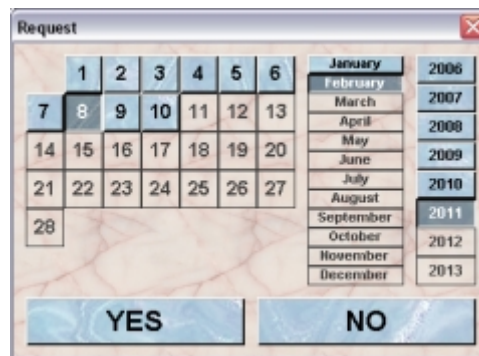 Request
1 2 3 4 5 6
7 8 9 10 11 12 13
14 15 16 17 18 19 20
21 22 23 24 25 26 27
28
January
February
March
April
May
June
July
August
September
October
November
December
2006
2007
2008
2009
2010
2011
2012
2013
YES NO